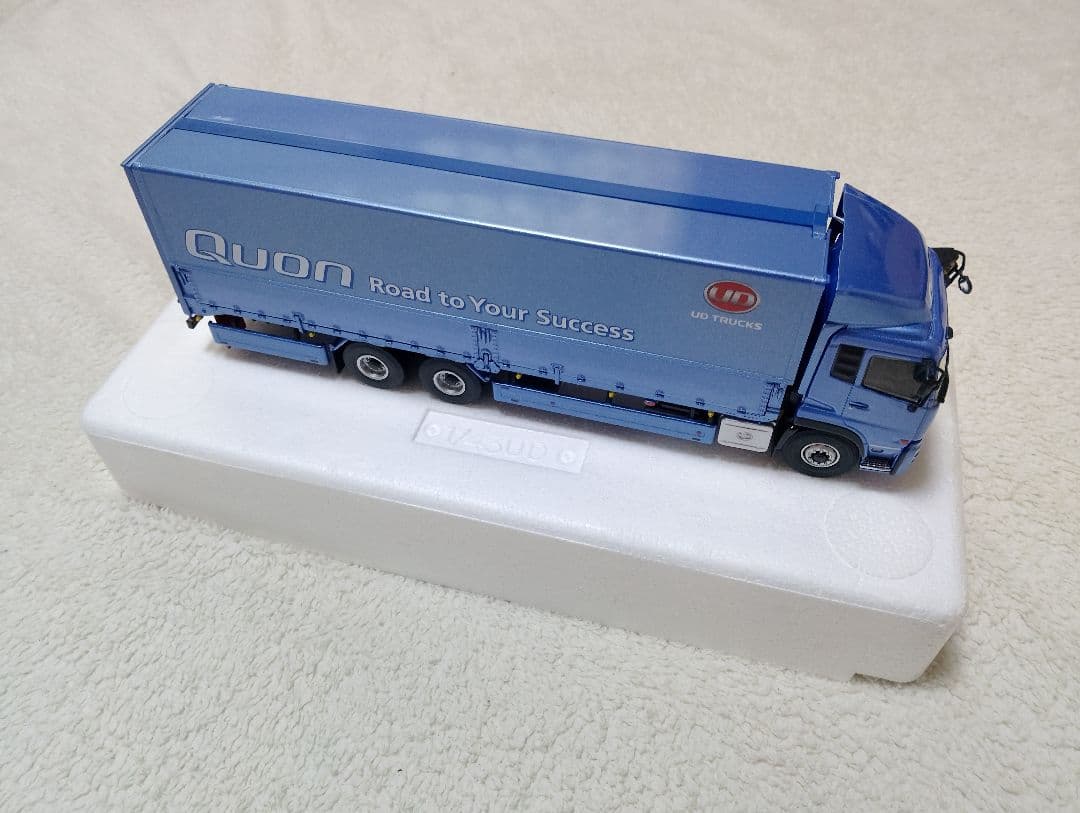 Quon Road to Your Success
UD
UD TRUCKS
1/43UD